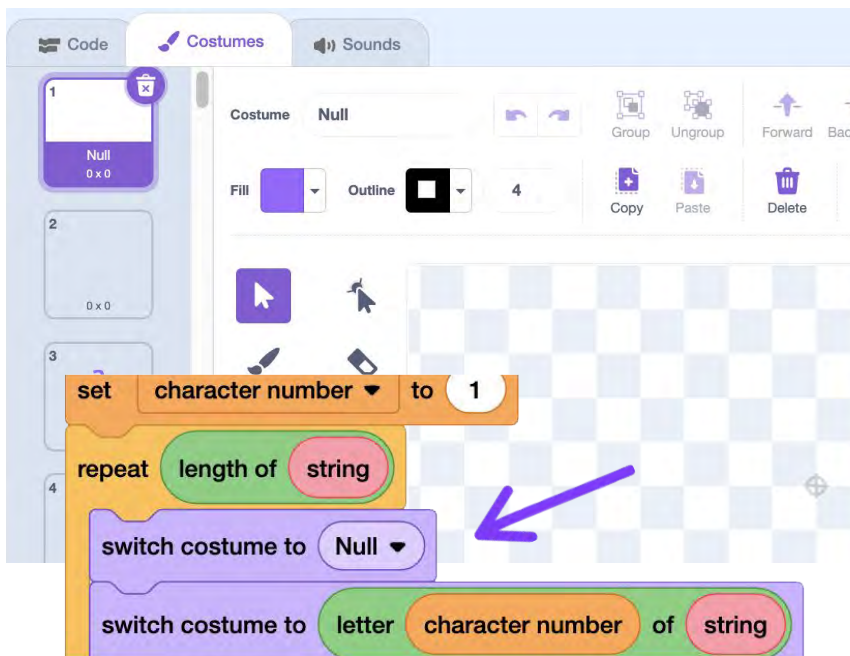 Code Costumes Sounds
1
Null
0 x 0
2
0 x 0
3
4
Costume Null
Group Ungroup Forward
Fill Outline 4
Copy Paste Delete
set character number to 1
repeat length of string
switch costume to Null
switch costume to letter character number of string